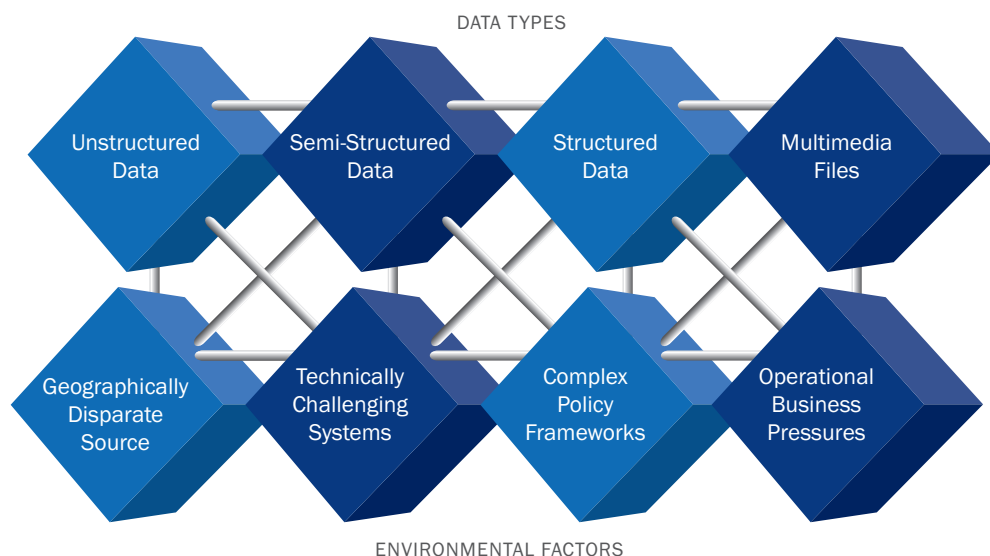 DATA TYPES
Unstructured
Data
Semi-Structured
Data
Structured
Data
Multimedia
Files
Geographically
Disparate
Source
Technically
Challenging
Systems
Complex
Policy
Frameworks
Operational
Business
Pressures
ENVIRONMENTAL FACTORS